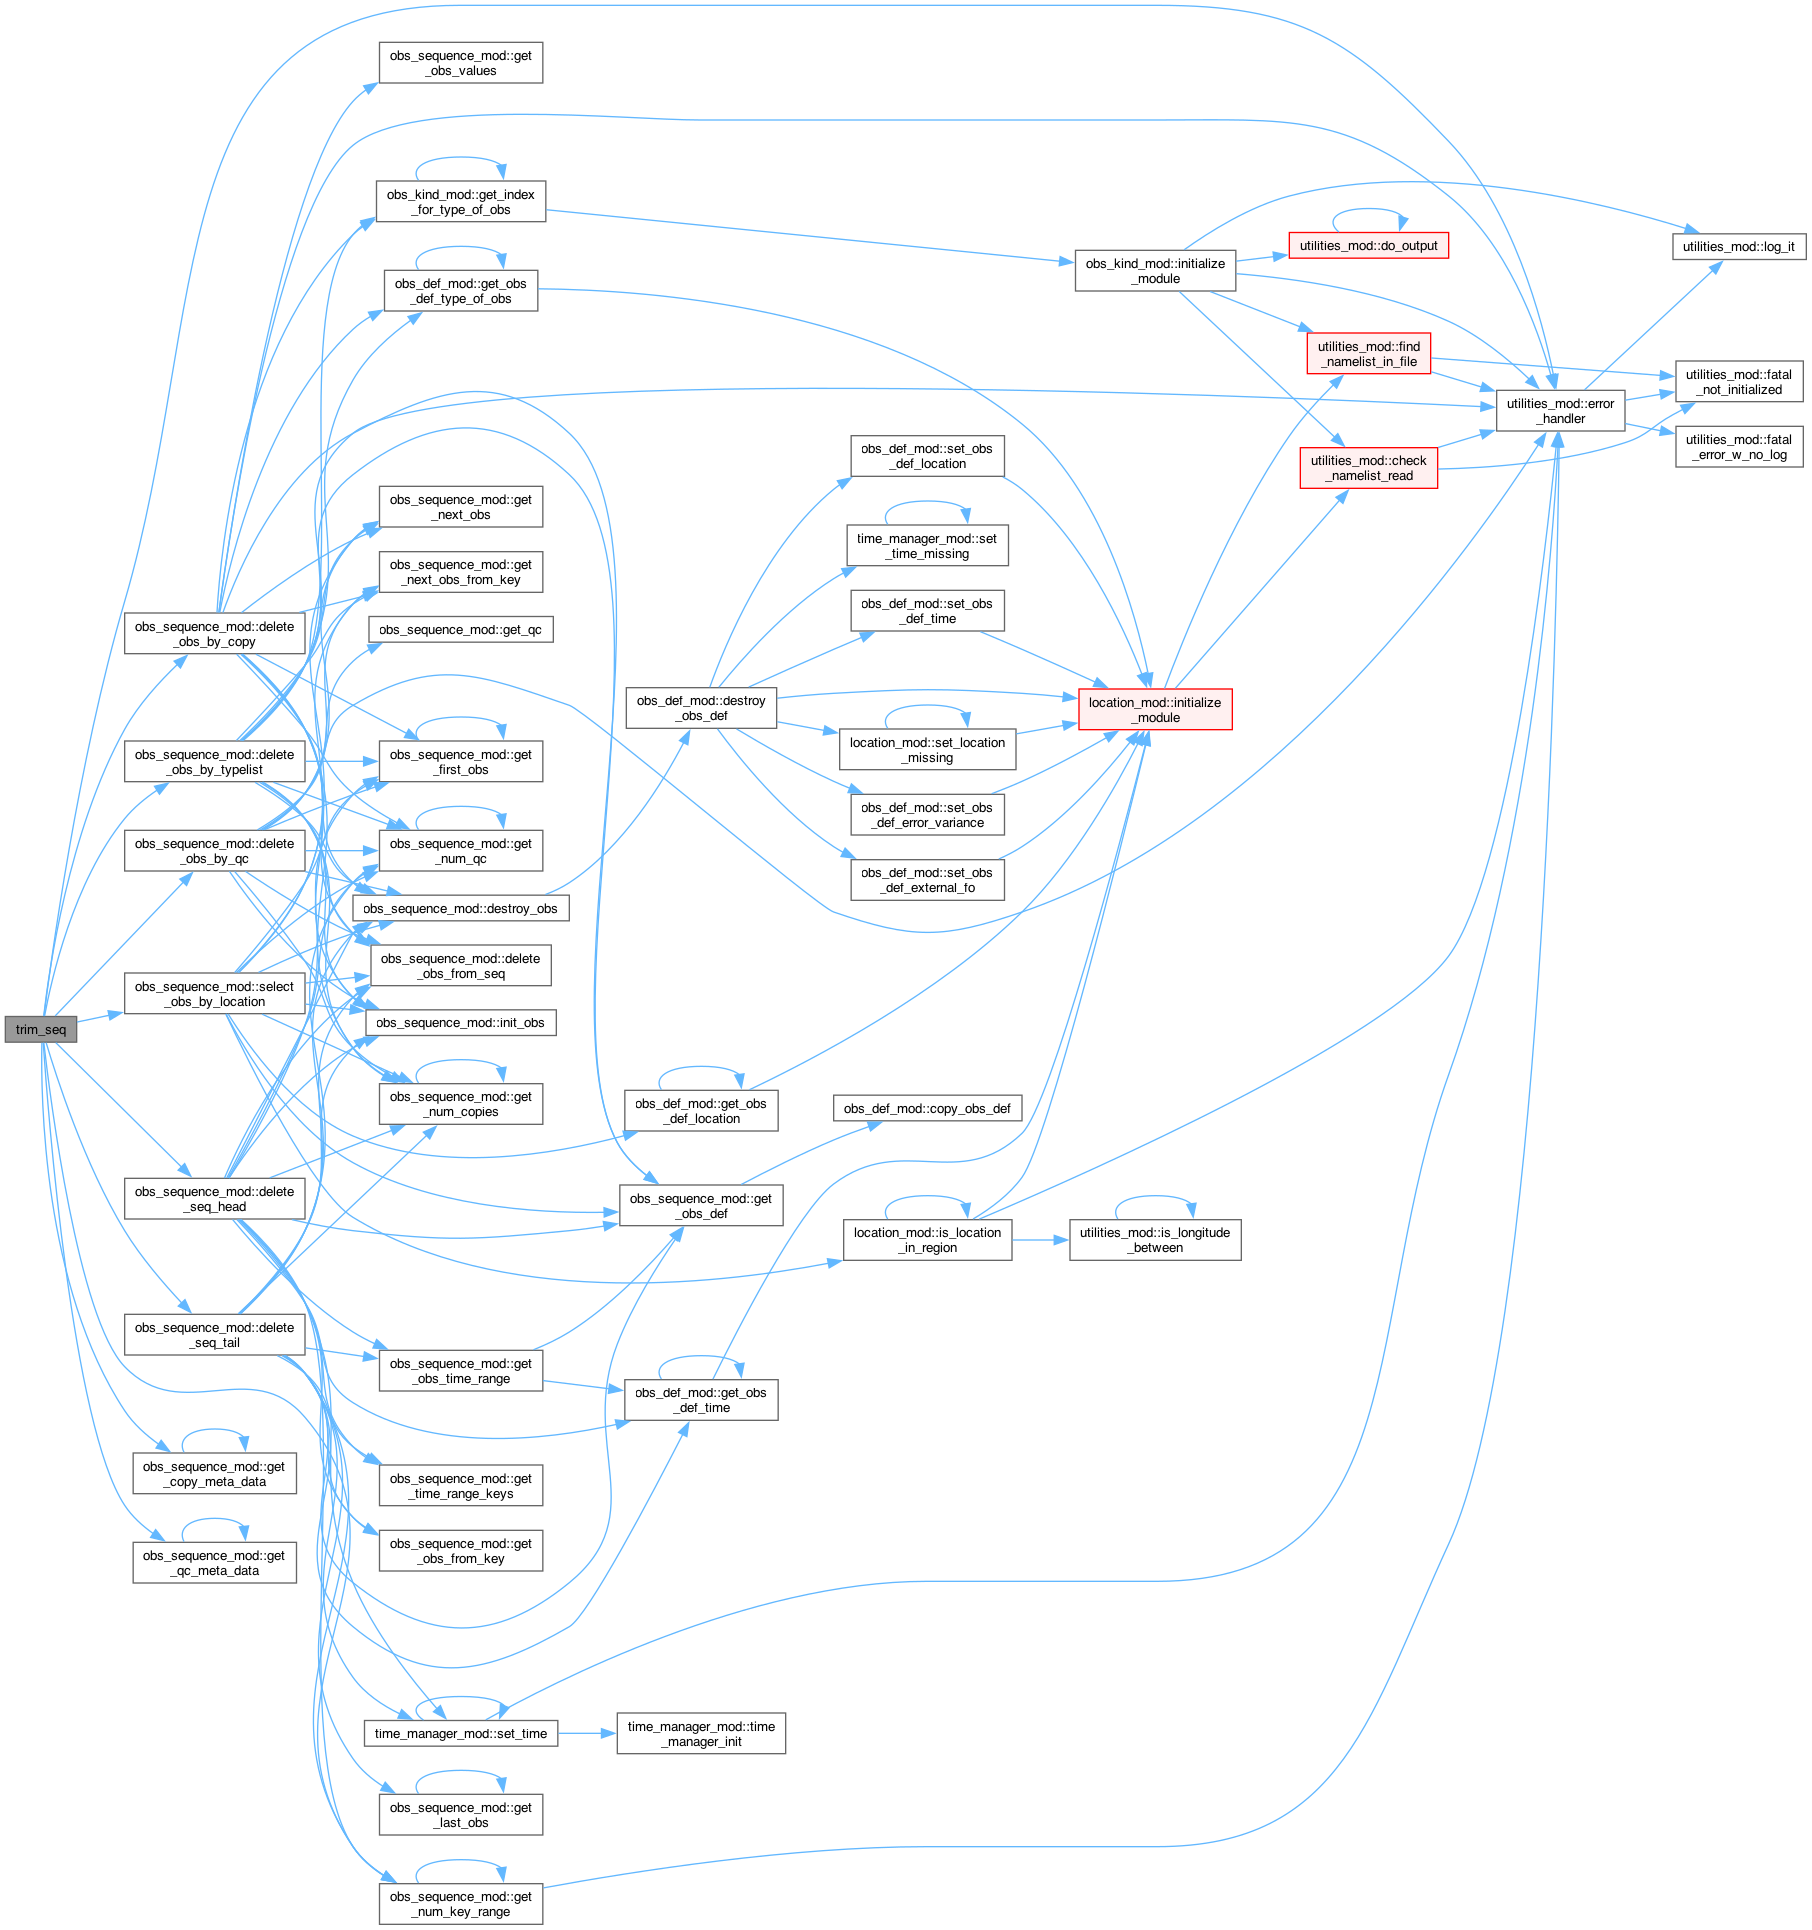 trim_seq
obs_sequence_mod::delete
_obs_by_copy
obs_sequence_mod::delete
_obs_by_typelist
obs_sequence_mod::delete
_obs_by_qc
obs_sequence_mod::select
_obs_by_location
obs_sequence_mod::delete
_seq_head
obs_sequence_mod::delete
_seq_tail
obs_sequence_mod::get
_copy_meta_data
obs_sequence_mod::get
_qc_meta_data
obs_sequence_mod::get
_obs_values
obs_kind_mod::get_index
_for_type_of_obs
obs_def_mod::get_obs
_def_type_of_obs
obs_sequence_mod::get
_next_obs
obs_sequence_mod::get
_next_obs_from_key
obs_sequence_mod::get_qc
obs_sequence_mod::get
_first_obs
obs_sequence_mod::get
_num_qc
obs_sequence_mod::destroy_obs
obs_sequence_mod::delete
_obs_from_seq
obs_sequence_mod::init_obs
obs_sequence_mod::get
_num_copies
obs_sequence_mod::get
_obs_time_range
obs_sequence_mod::get
_time_range_keys
obs_sequence_mod::get
_obs_from_key
time_manager_mod::set_time
obs_sequence_mod::get
_last_obs
obs_sequence_mod::get
_num_key_range
obs_def_mod::destroy
_obs_def
obs_def_mod::get_obs
_def_location
obs_sequence_mod::get
_obs_def
obs_def_mod::get_obs
_def_time
time_manager_mod::time
_manager_init
obs_def_mod::set_obs
_def_location
time_manager_mod::set
_time_missing
obs_def_mod::set_obs
_def_time
location_mod::set_location
_missing
obs_def_mod::set_obs
_def_error_variance
obs_def_mod::set_obs
_def_external_fo
obs_def_mod::copy_obs_def
location_mod::is_location
_in_region
obs_kind_mod::initialize
_module
location_mod::initialize
_module
utilities_mod::is_longitude
_between
utilities_mod::do_output
utilities_mod::find
_namelist_in_file
utilities_mod::check
_namelist_read
utilities_mod::error
_handler
utilities_mod::log_it
utilities_mod::fatal
_not_initialized
utilities_mod::fatal
_error_w_no_log